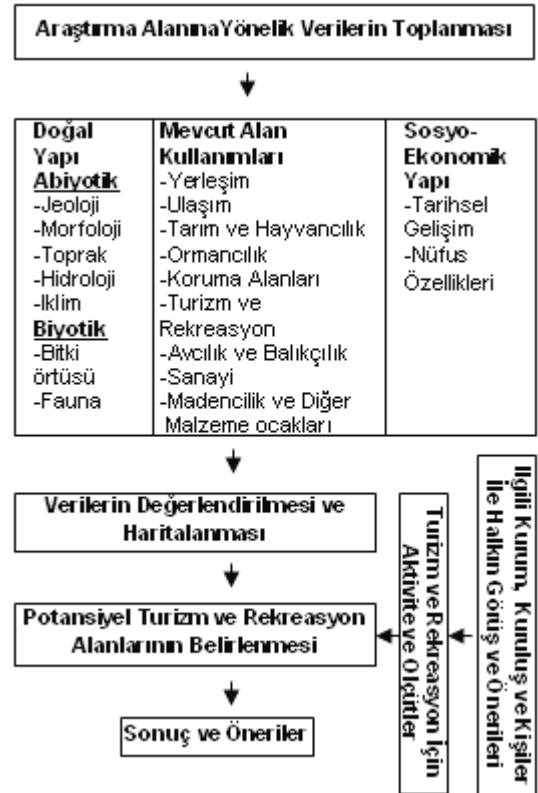 Araştırma AlanınaYönelik Verilerin Toplanması
Doğal
Yapı
Abiyotik
-Jeoloji
-Morfoloji
-Toprak
-Hidroloji
-Iklim
Biyotik
-Bitki
örtüsü
-Fauna
Mevcut Alan
Kullanımları
-Yerleşim
-Ulaşım
-Tarım ve Hayvancılık
-Ormancılık
-Koruma Alanları
-Turizm ve
Rekreasyon
-Avcılık ve Balıkçılık
-Sanayi
-Madencilik ve Diğer
Malzeme ocakları
Sosyo-
Ekonomik
Yapı
-Tarihsel
Gelişim
-Nüfus
Özellikleri
Verilerin Değerlendirilmesi ve
Haritalanması
Potansiyel Turizm ve Rekreasyon
Alanlarının Belirlenmesi
Sonuç ve Öneriler
Turizm ve Rekreasyon İçin
Aktivite ve Ölçütler
İlgili Kurum, Kuruluş ve Kişiler
İle Halkın Görüş ve Önerileri